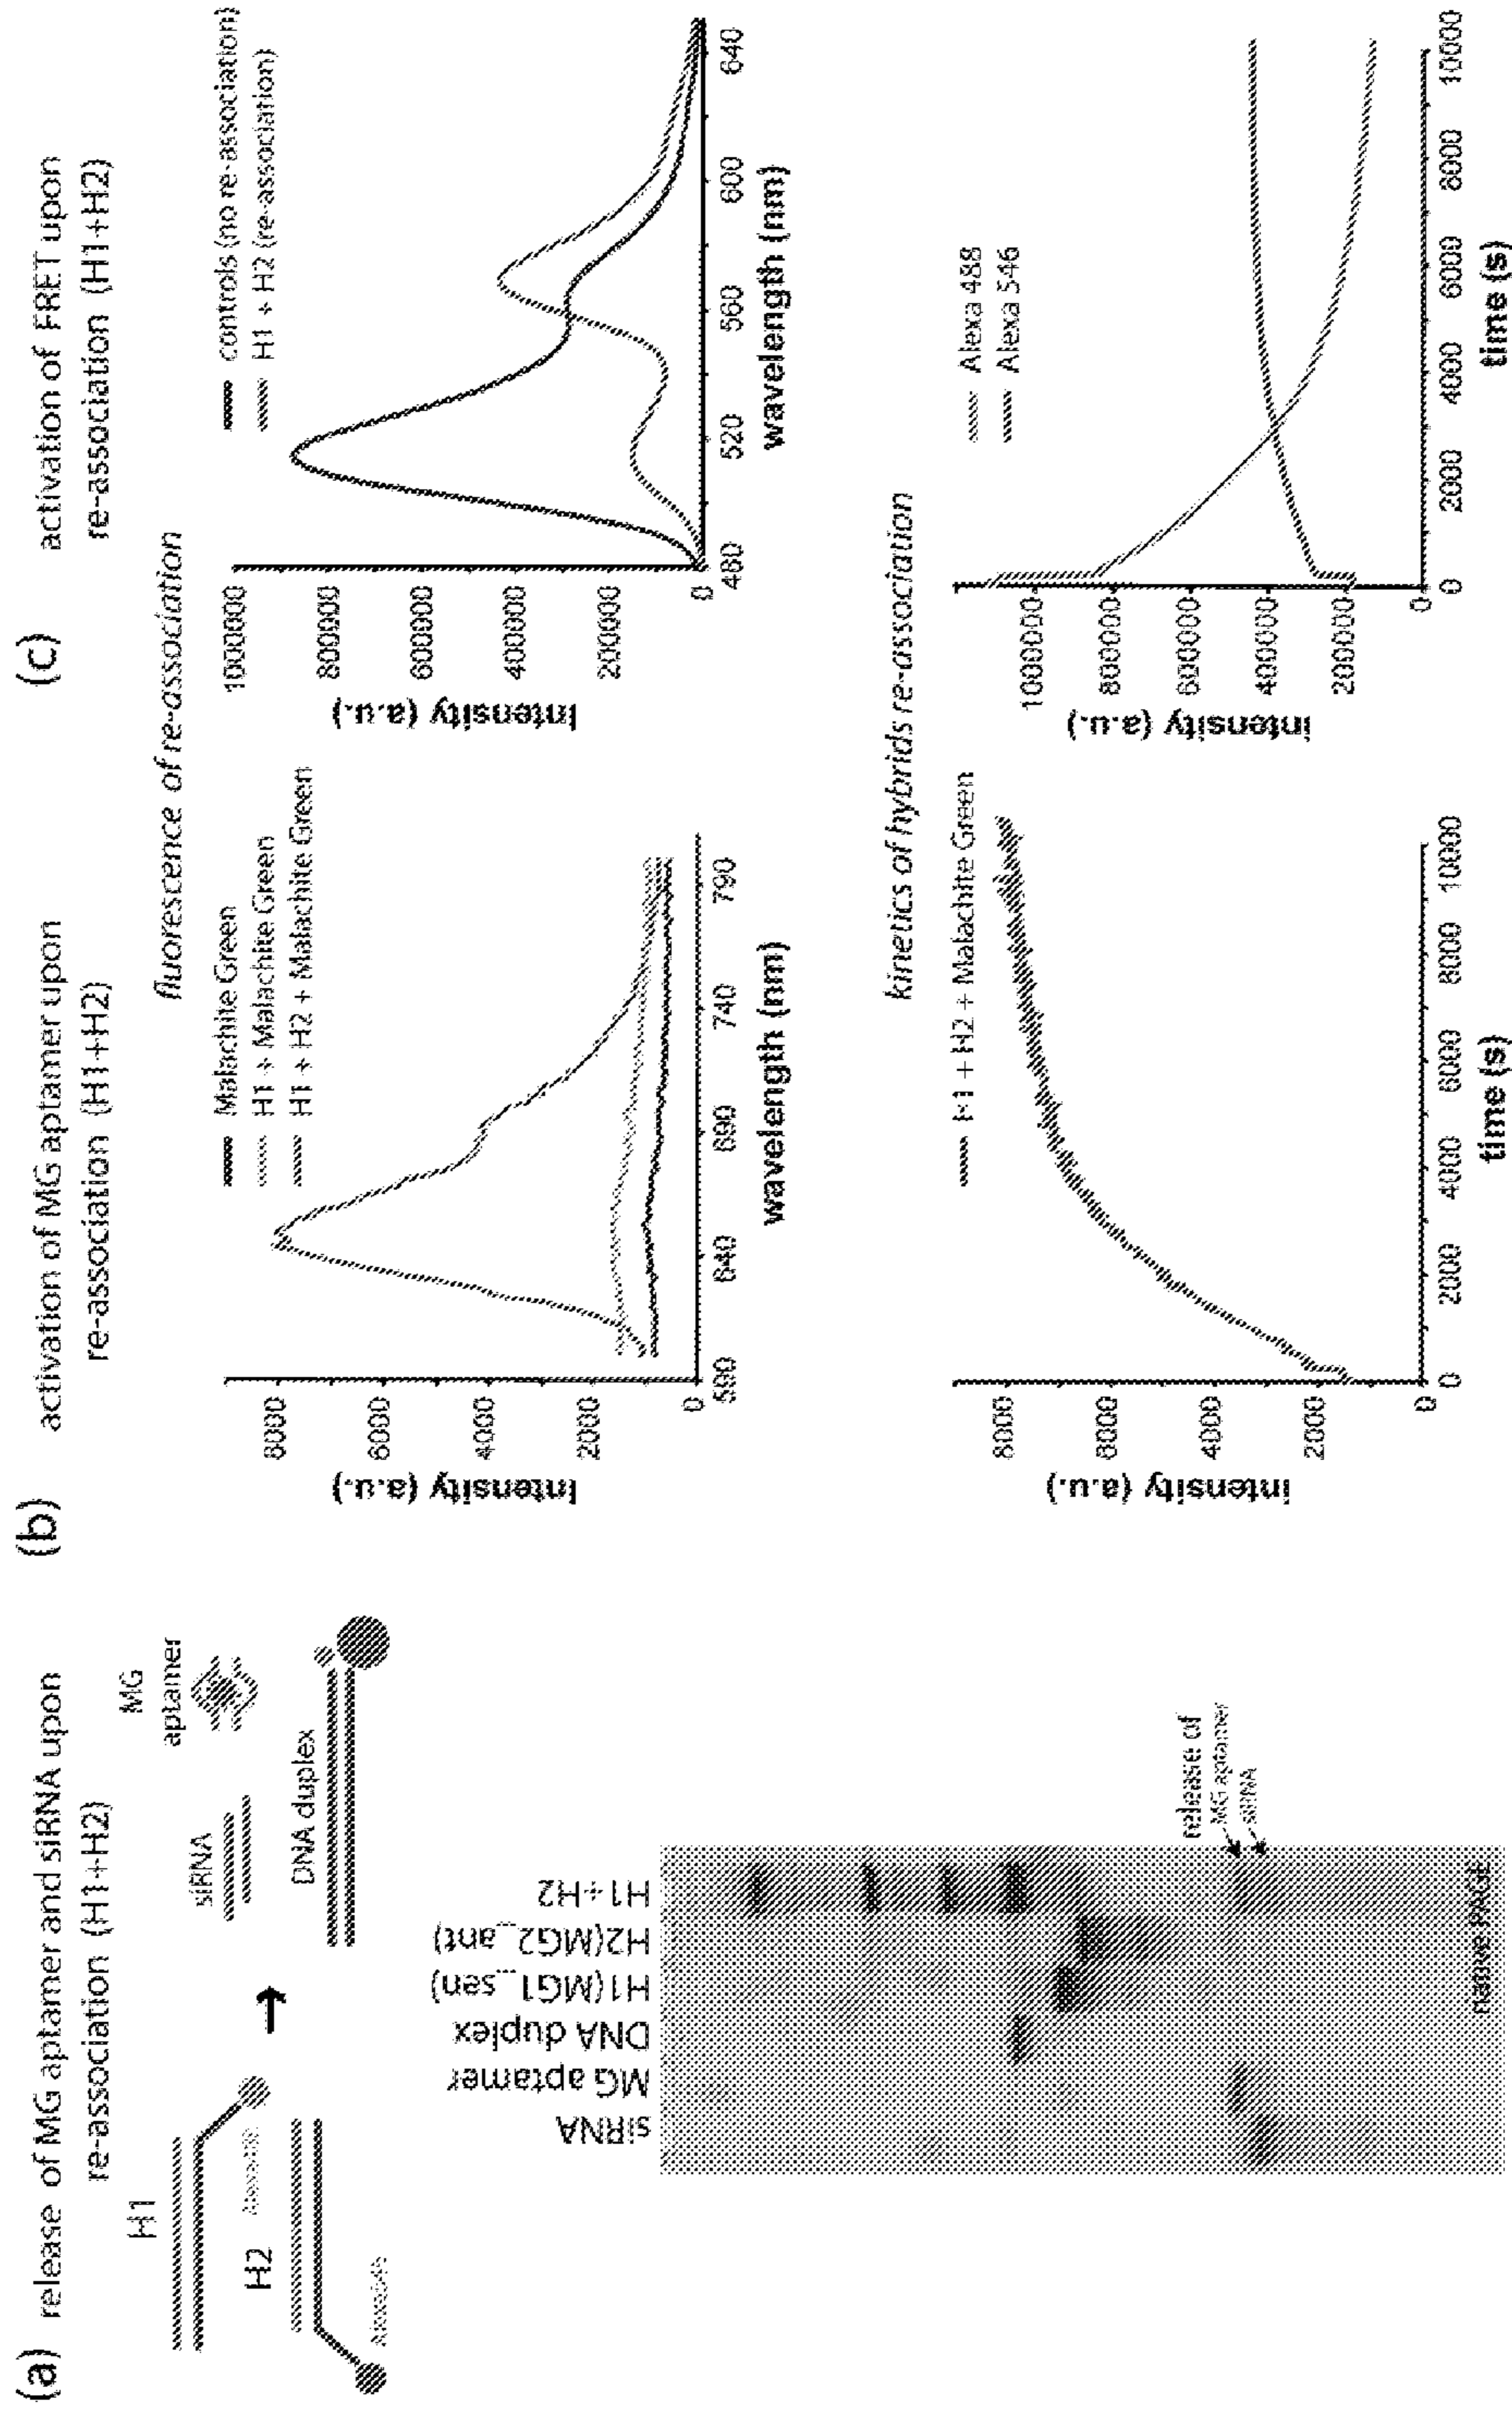 (a) release of MG aptamer and siRNA upon
re-association (H1+H2)
H1
H2
MG
aptamer
siRNA
DNA duplex
siRNA
MG aptamer
DNA duplex
H1(MG1_sen)
H2(MG2_ant)
H1+H2
release of
MG aptamer
siRNA
native PAGE
(b) activation of MG aptamer upon
re-association (H1+H2)
(c) activation of FRET upon
re-association (H1+H2)
fluorescence of re-association
Malachite Green
H1 + Malachite Green
H1 + H2 + Malachite Green
Intensity (a.u.)
8000
6000
4000
2000
0
590 640 690 740 790
wavelength (nm)
controls (no re-association)
H1 + H2 (re-association)
Intensity (a.u.)
1000000
800000
600000
400000
200000
0
480 520 560 600 640
wavelength (nm)
kinetics of hybrids re-association
H1 + H2 + Malachite Green
Intensity (a.u.)
8000
6000
4000
2000
0
0 2000 4000 6000 8000 10000
time (s)
Alexa 488
Alexa 546
Intensity (a.u.)
1000000
800000
600000
400000
200000
0
0 2000 4000 6000 8000 10000
time (s)